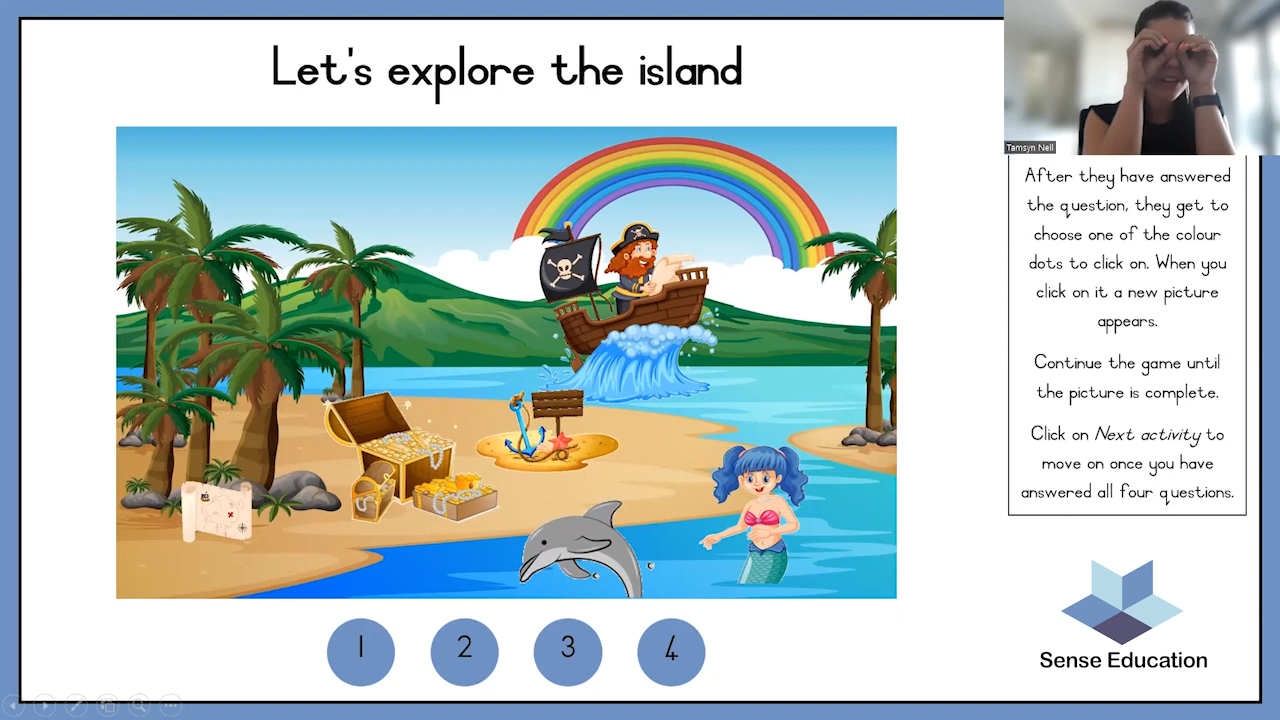 Let's explore the island
Tamsyn Nell
After they have answered
the question, they get to
choose one of the colour
dots to click on. When you
click on it a new picture
appears.
Continue the game until
the picture is complete.
Click on Next activity to
move on once you have
answered all four questions.
1 2 3 4
Sense Education